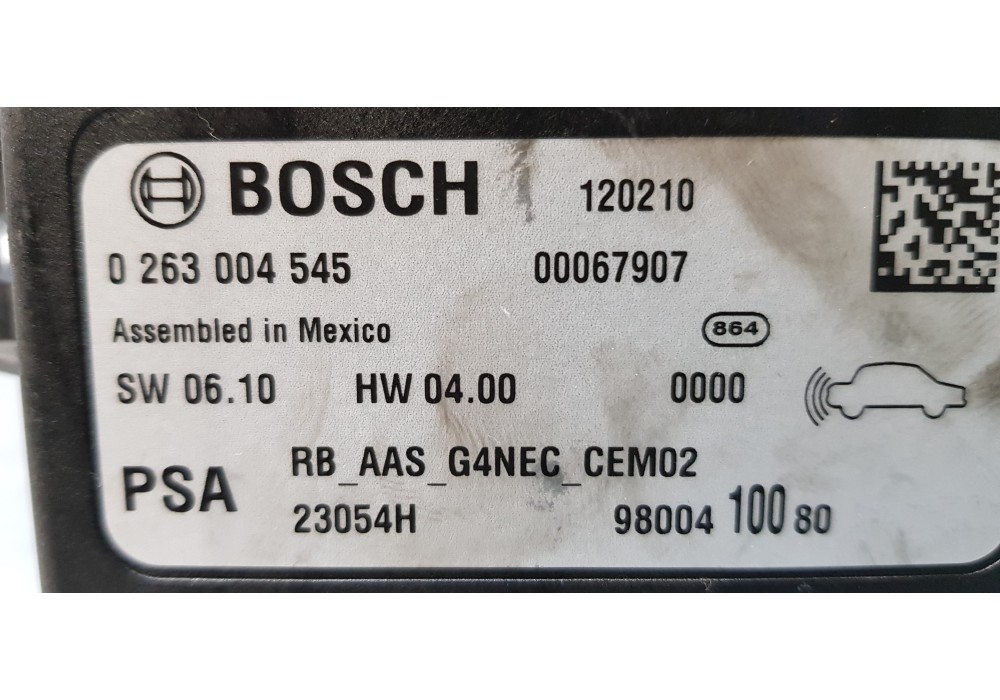 BOSCH 120210
0 263 004 545 00067907
Assembled in Mexico 864
SW 06.10 HW 04.00 0000
PSA RB_AAS_G4NEC_CEM02
23054H 98004 100 80